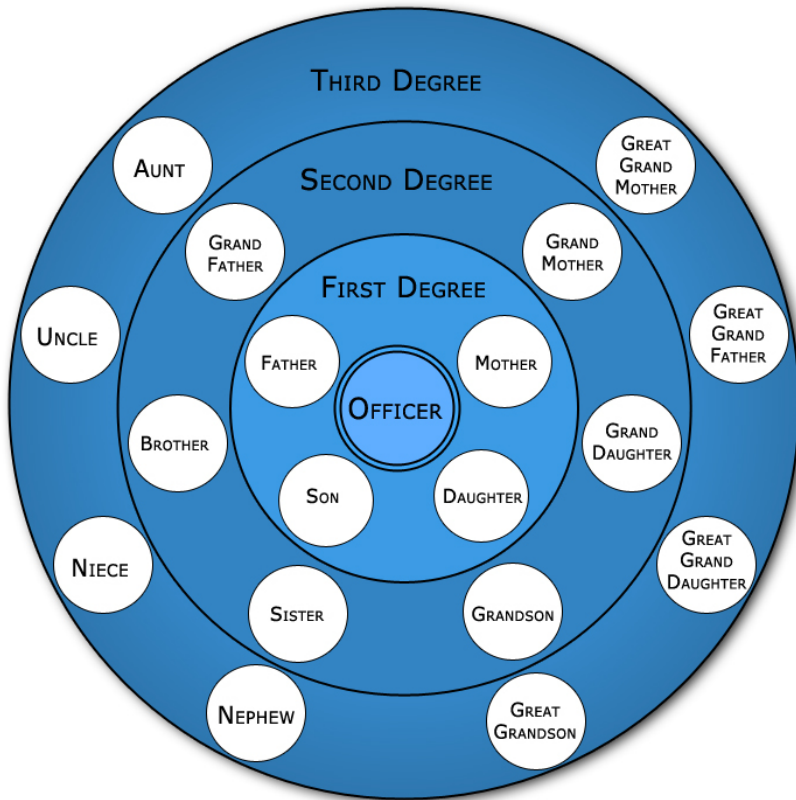 Third Degree
Aunt
Great
Grand
Mother
Second Degree
Grand
Father
Grand
Mother
First Degree
Uncle
Great
Grand
Father
Father
Mother
Officer
Brother
Grand
Daughter
Son
Daughter
Niece
Great
Grand
Daughter
Sister
Grandson
Nephew
Great
Grandson